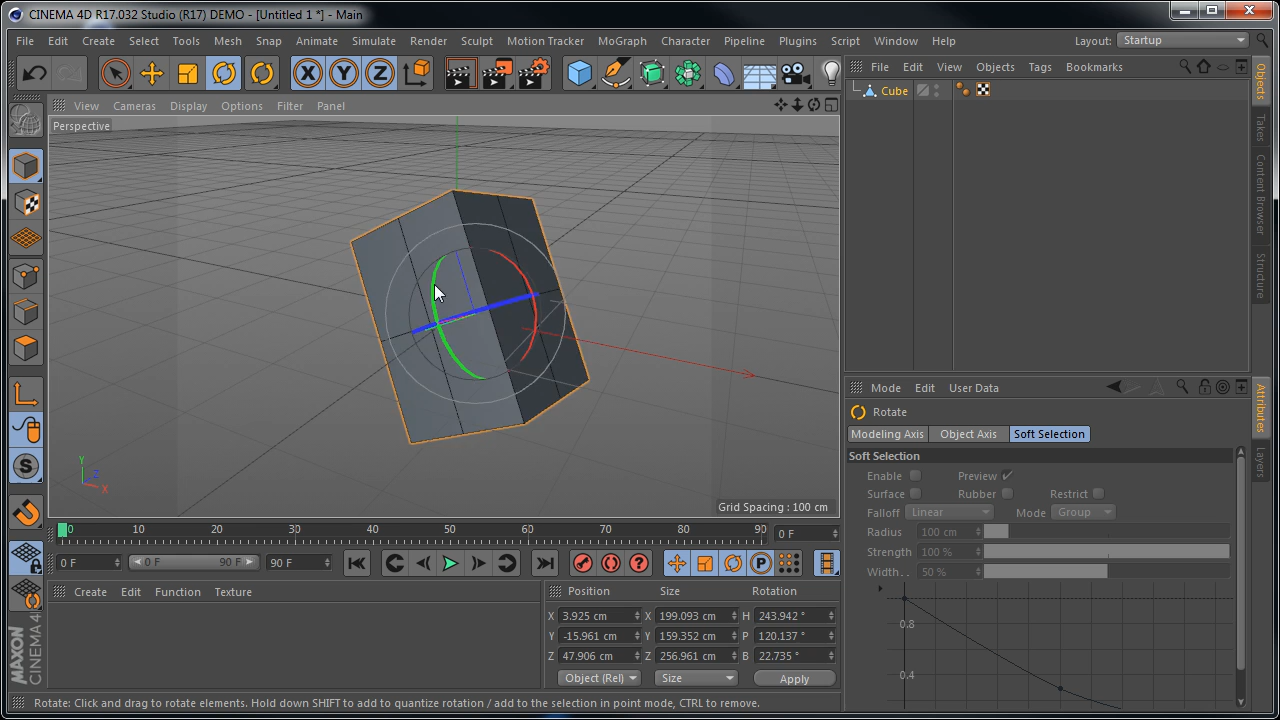 CINEMA 4D R17.032 Studio (R17) DEMO - [Untitled 1 *] - Main
File Edit Create Select Tools Mesh Snap Animate Simulate Render Sculpt Motion Tracker MoGraph Character Pipeline Plugins Script Window Help Layout: Startup
X Y Z
File Edit View Objects Tags Bookmarks
Cube
View Cameras Display Options Filter Panel
Perspective
Y
Z
X
Grid Spacing : 100 cm
Objects
Takes
Content Browser
Structure
Mode Edit User Data
Rotate
Modeling Axis Object Axis Soft Selection
Soft Selection
Enable Preview
Surface Rubber Restrict
Falloff Linear Mode Group
Radius 100 cm
Strength 100 %
Width . . 50 %
0.8
0.4
Attributes
Layers
S
0 10 20 30 40 50 60 70 80 90 0 F
0 F 0 F 90 F 90 F P
Create Edit Function Texture
Position Size Rotation
X 3.925 cm X 199.093 cm H 243.942 °
Y -15.961 cm Y 159.352 cm P 120.137 °
Z 47.906 cm Z 256.961 cm B 22.735 °
Object (Rel) Size Apply
MAXON
CINEMA 4D
Rotate: Click and drag to rotate elements. Hold down SHIFT to add to quantize rotation / add to the selection in point mode, CTRL to remove.